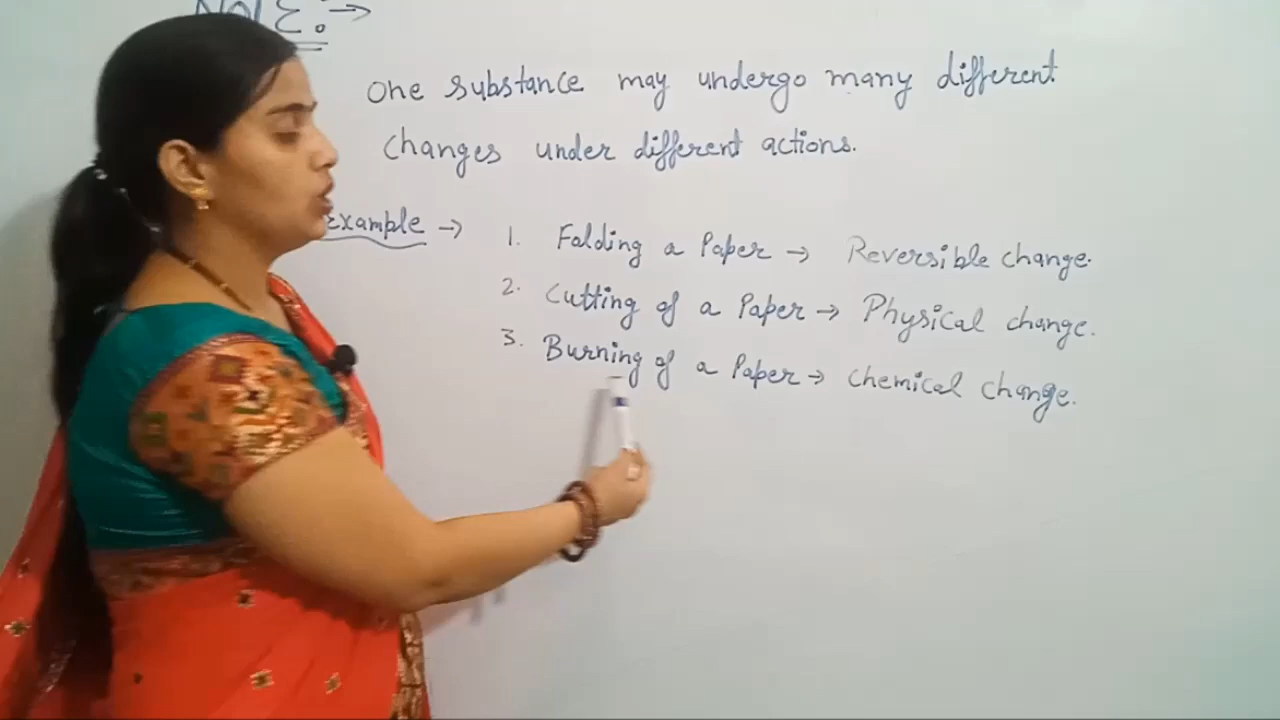 NOTE:→
One substance may undergo many different
changes under different actions.
Example → 1. Folding a Paper → Reversible change.
2. Cutting of a Paper → Physical change.
3. Burning of a Paper → Chemical change.